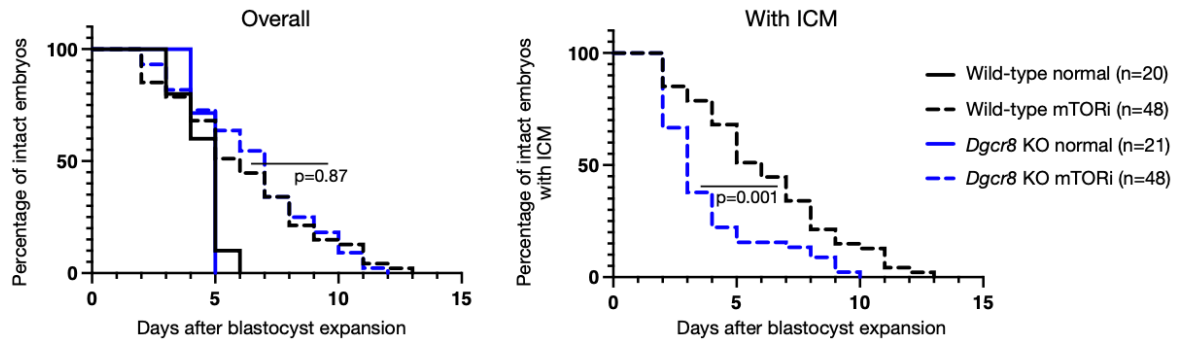 Overall
Percentage of intact embryos
100
50
0
0
5
10
15
p=0.87
Days after blastocyst expansion
With ICM
Percentage of intact embryos
with ICM
100
50
0
0
5
10
15
p=0.001
Days after blastocyst expansion
Wild-type normal (n=20)
Wild-type mTORi (n=48)
Dgcr8 KO normal (n=21)
Dgcr8 KO mTORi (n=48)